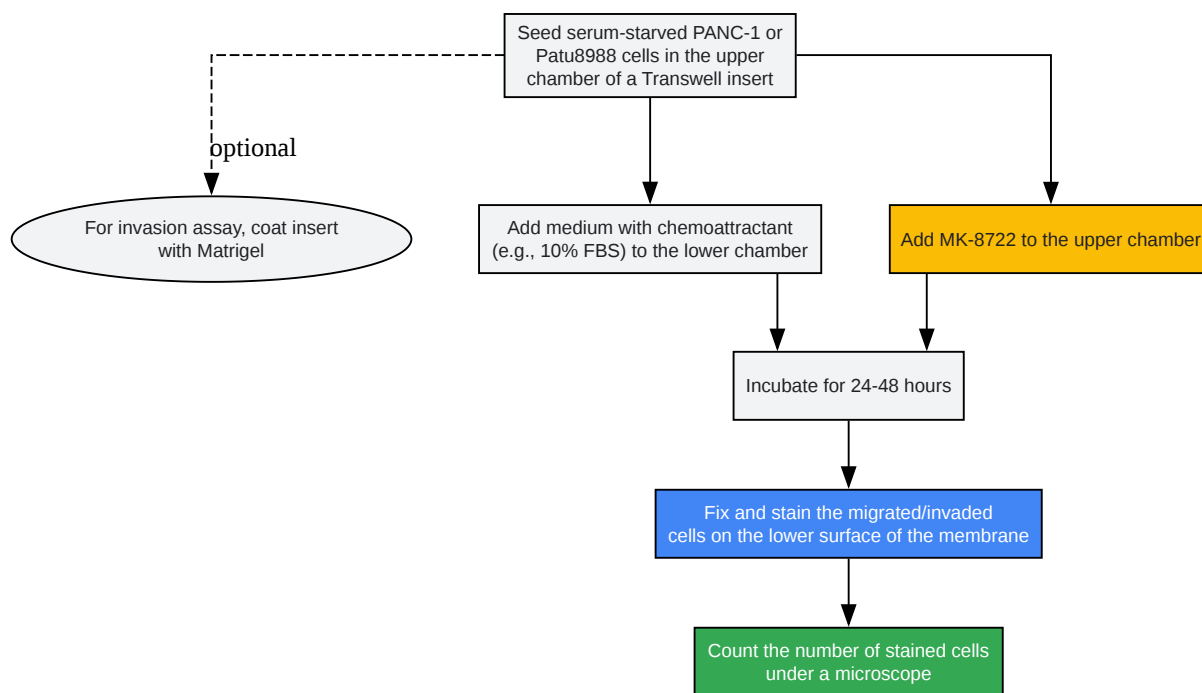 Seed serum-starved PANC-1 or
Patu8988 cells in the upper
chamber of a Transwell insert
optional
For invasion assay, coat insert
with Matrigel
Add medium with chemoattractant
(e.g., 10% FBS) to the lower chamber
Add MK-8722 to the upper chamber
Incubate for 24-48 hours
Fix and stain the migrated/invaded
cells on the lower surface of the membrane
Count the number of stained cells
under a microscope